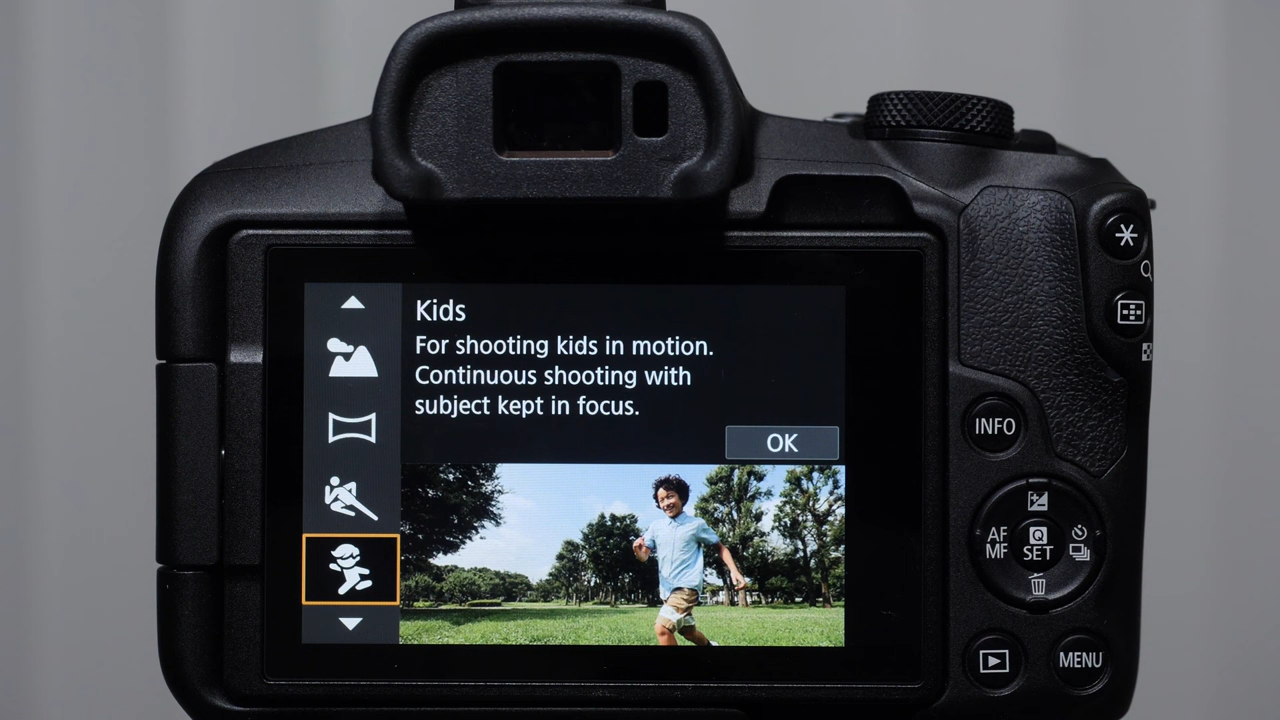 Kids
For shooting kids in motion.
Continuous shooting with
subject kept in focus.
OK
INFO
AF
MF
Q
SET
MENU